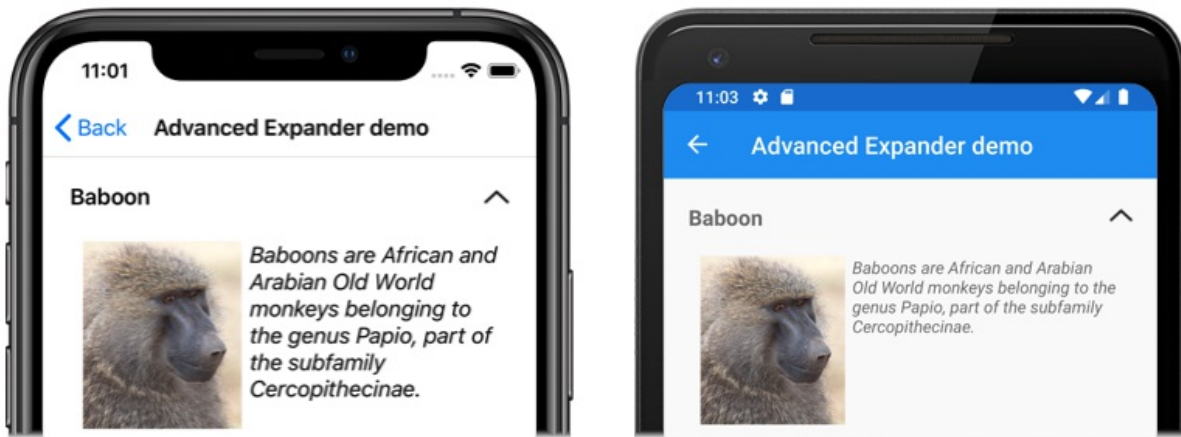 11:01
Back
Advanced Expander demo
Baboon
Baboons are African and
Arabian Old World
monkeys belonging to
the genus Papio, part of
the subfamily
Cercopithecinae.
11:03
Advanced Expander demo
Baboon
Baboons are African and Arabian
Old World monkeys belonging to the
genus Papio, part of the subfamily
Cercopithecinae.